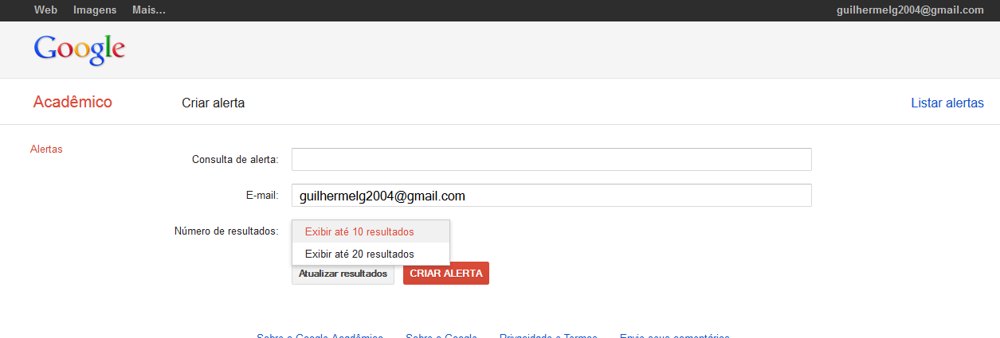 Web Imagens Mais... guilhermelg2004@gmail.com
Google
Acadêmico Criar alerta Listar alertas
Alertas
Consulta de alerta:
E-mail: guilhermelg2004@gmail.com
Número de resultados: Exibir até 10 resultados
Exibir até 20 resultados
Atualizar resultados CRIAR ALERTA
Sobre o Google Acadêmico Sobre o Google Privacidade e Termos Envie seus comentários